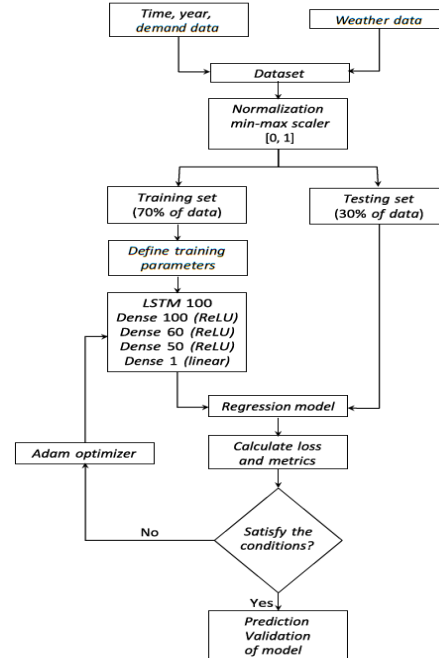 Time, year,
demand data
Weather data
Dataset
Normalization
min-max scaler
[0, 1]
Training set
(70% of data)
Testing set
(30% of data)
Define training
parameters
LSTM 100
Dense 100 (ReLU)
Dense 60 (ReLU)
Dense 50 (ReLU)
Dense 1 (linear)
Regression model
Adam optimizer
Calculate loss
and metrics
No
Satisfy the
conditions?
Yes
Prediction
Validation
of model